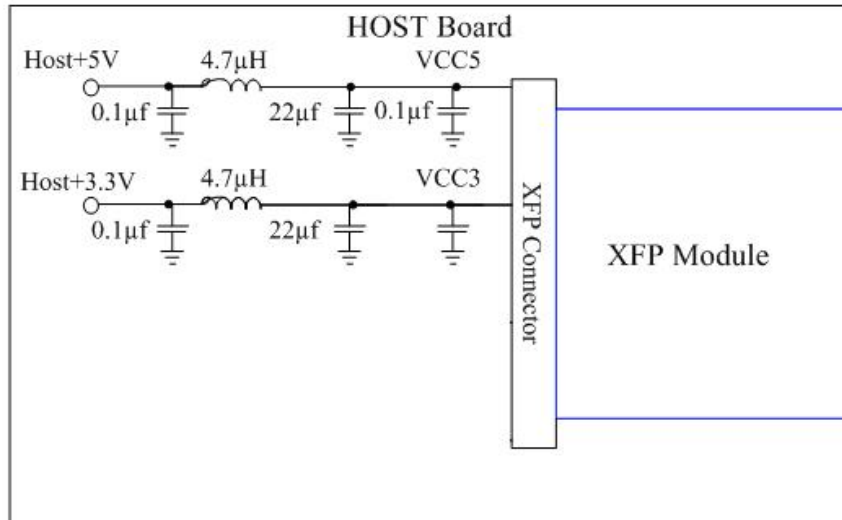 HOST Board
Host+5V
4.7µH
VCC5
0.1µf
22µf
0.1µf
Host+3.3V
4.7µH
VCC3
0.1µf
22µf
XFP Connector
XFP Module